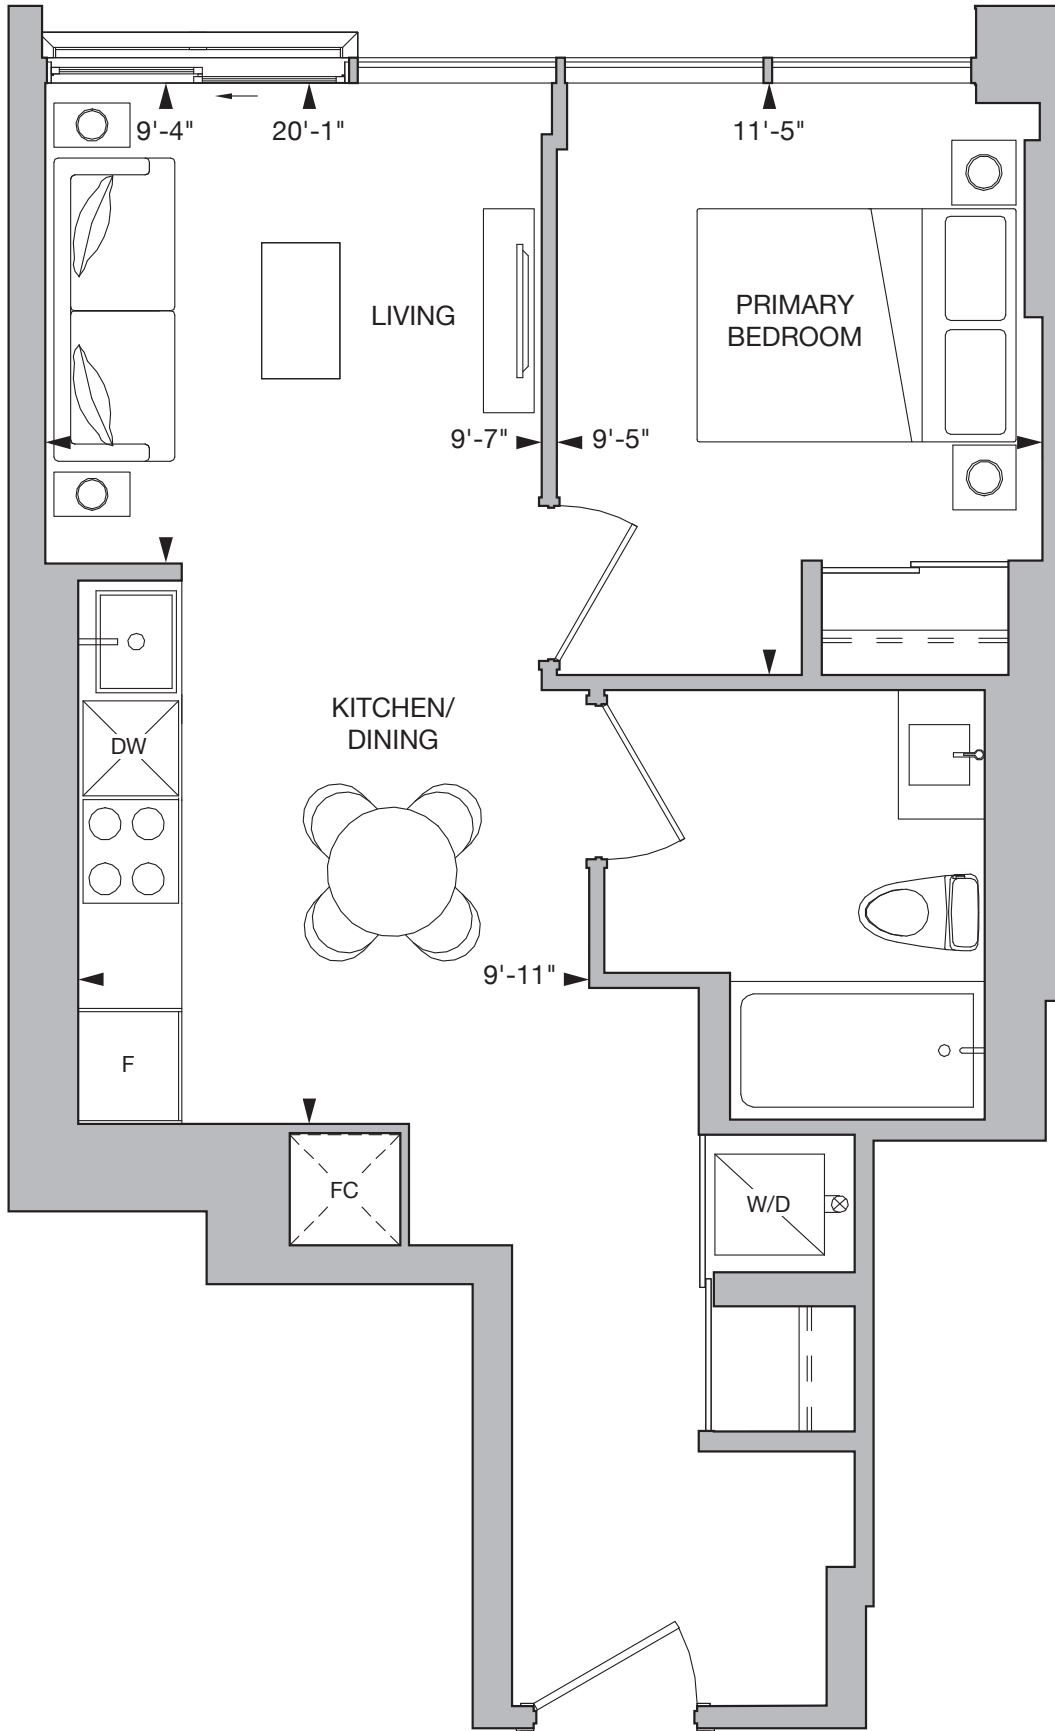 9'-4"
20'-1"
11'-5"
LIVING
PRIMARY
BEDROOM
9'-7"
9'-5"
KITCHEN/
DINING
DW
9'-11"
F
FC
W/D